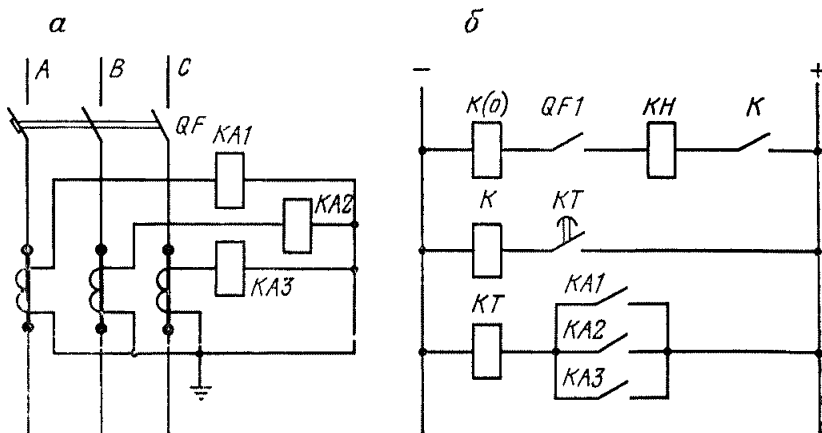 а
A B C
QF
KA1
KA2
KA3
б
- +
K(o) QF1 KH K
K KT
KT
KA1
KA2
KA3